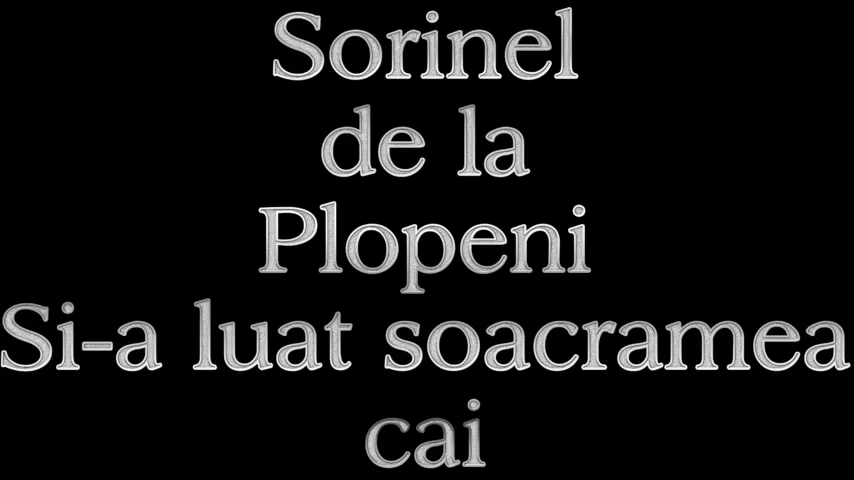 Sorinel
de la
Plopeni
Si-a luat soacramea
cai